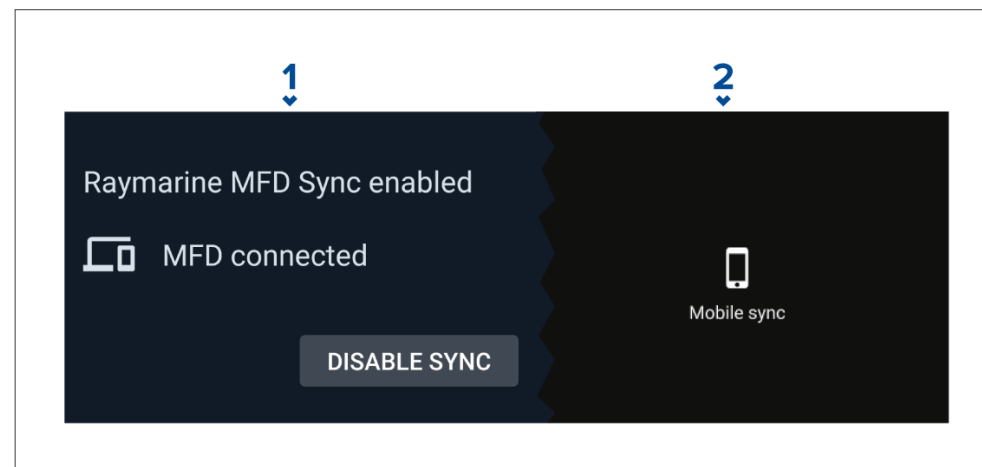 1
2
Raymarine MFD Sync enabled
MFD connected
DISABLE SYNC
Mobile sync